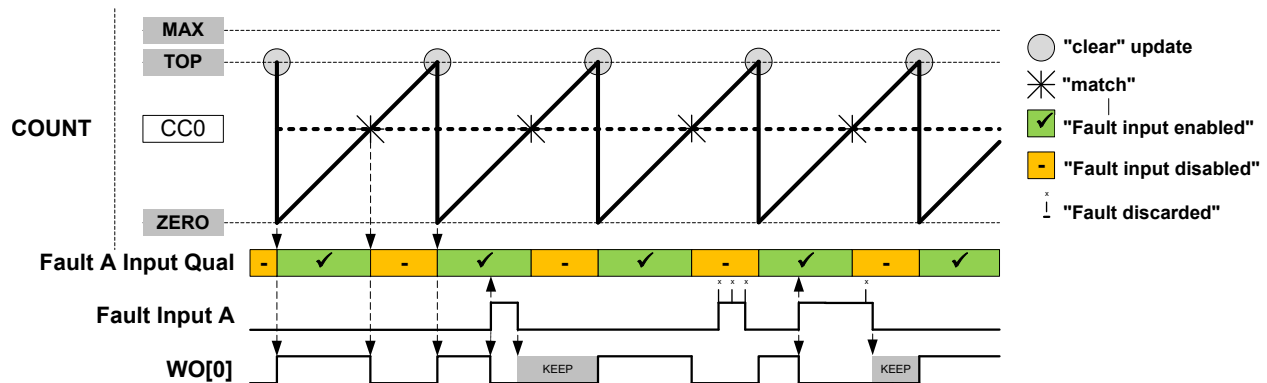 MAX
"clear" update
TOP
"match"
COUNT
CC0
"Fault input enabled"
✓
"Fault input disabled"
-
x
"Fault discarded"
ZERO
Fault A Input Qual
- ✓ - ✓ - ✓ - ✓ - ✓
x x x x
Fault Input A
WO[0]
KEEP KEEP